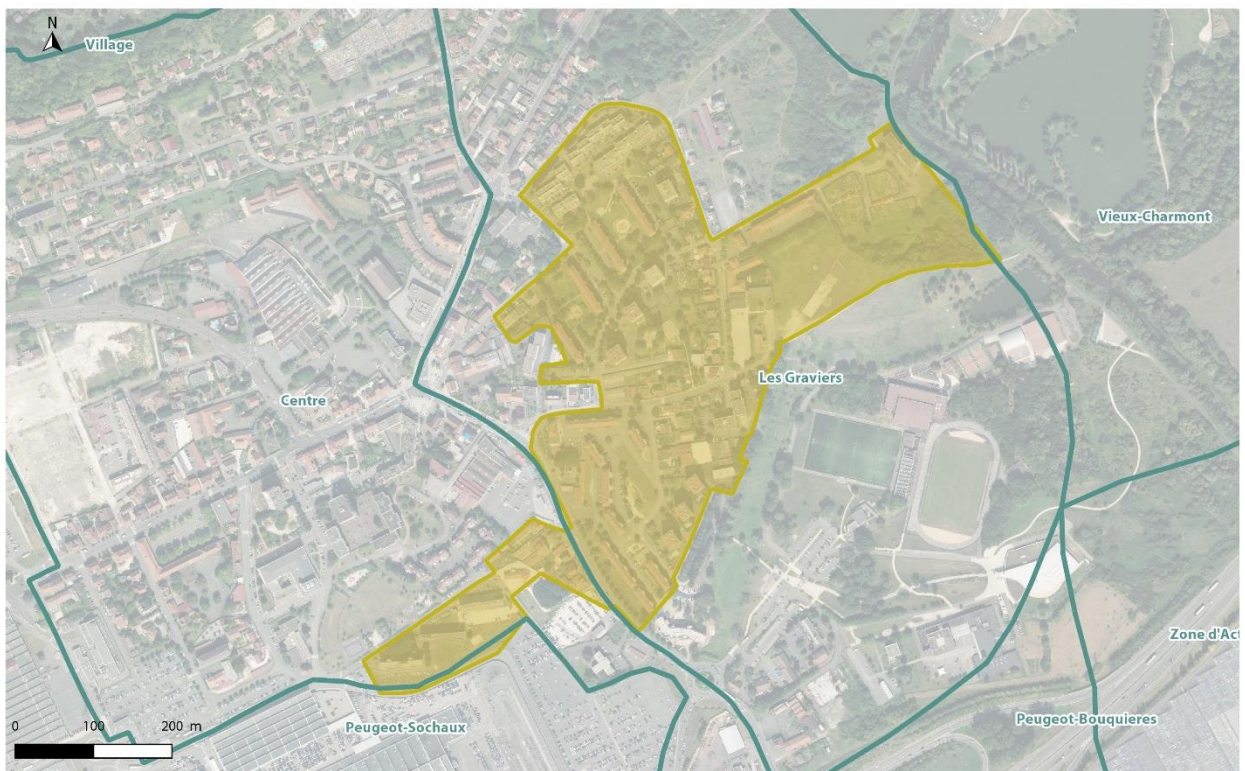 N
Village
Vieux-Charmont
Les Graviers
Centre
Zone d'Act
Peugeot-Bouquieres
Peugeot-Sochaux
0 100 200 m